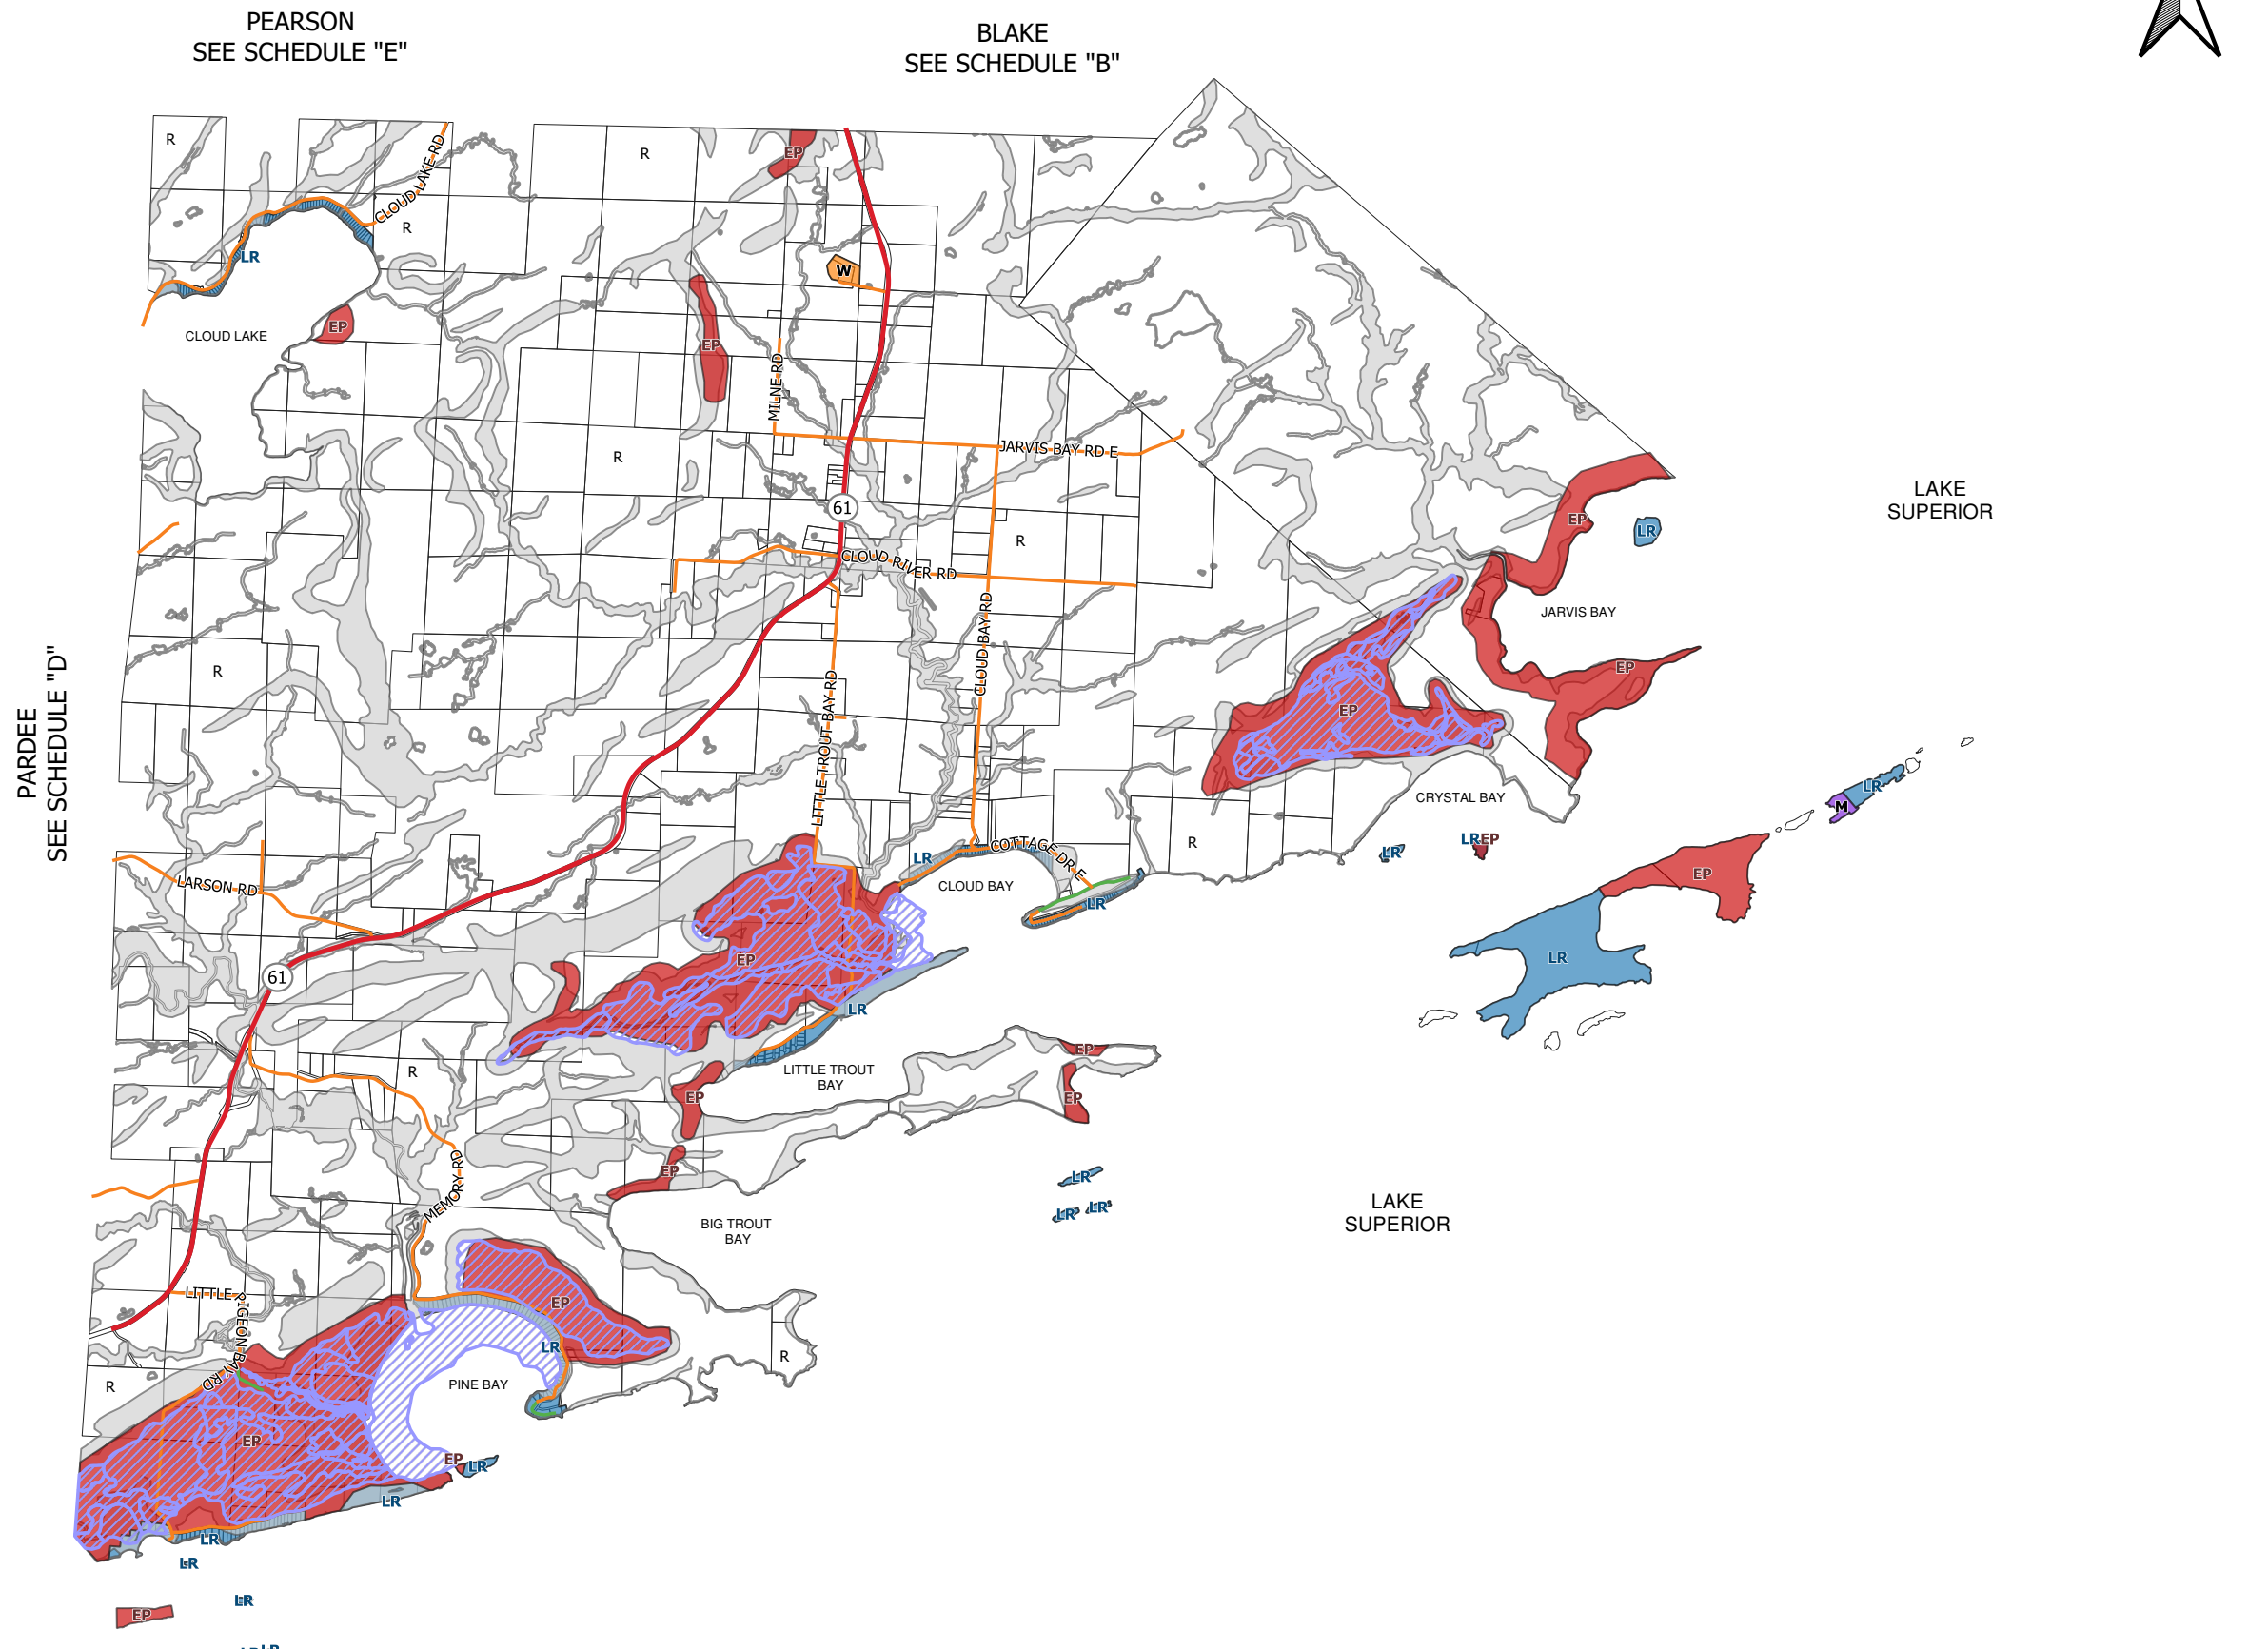 PEARSON
SEE SCHEDULE "E"
BLAKE
SEE SCHEDULE "B"
R
R
EP
CLOUD LAKE RD
R
LR
W
EP
CLOUD LAKE
EP
MILNE RD
JARVIS BAY RD E
R
LAKE
SUPERIOR
61
EP
LR
R
CLOUD RIVER RD
JARVIS BAY
CLOUD BAY RD
PARDEE
SEE SCHEDULE "D"
R
EP
LITTLE TROUT BAY RD
EP
CRYSTAL BAY
LR
M
R
LREP
LR
COTTAGE DR E
LR
CLOUD BAY
EP
LARSON RD
LR
EP
LR
61
LR
EP
R
LITTLE TROUT
BAY
EP
EP
EP
MEMORY RD
EP
LR
LR
LR
LAKE
SUPERIOR
BIG TROUT
BAY
LITTLE PIGEON BAY RD
EP
LR
R
PINE BAY
R
EP
EP
LR
LR
LR
LR
LR
EP
LR